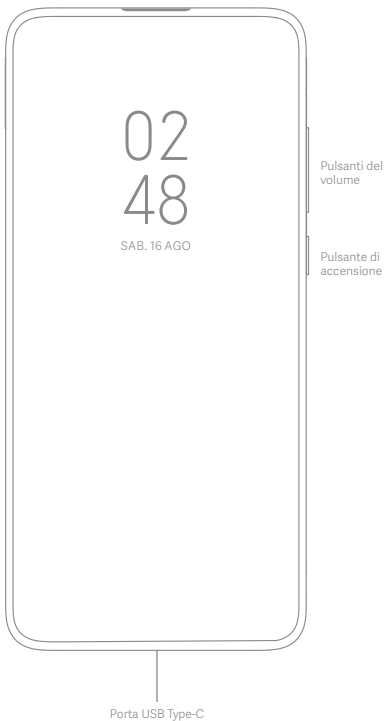 02
48
SAB. 16 AGO
Pulsanti del
volume
Pulsante di
accensione
Porta USB Type-C